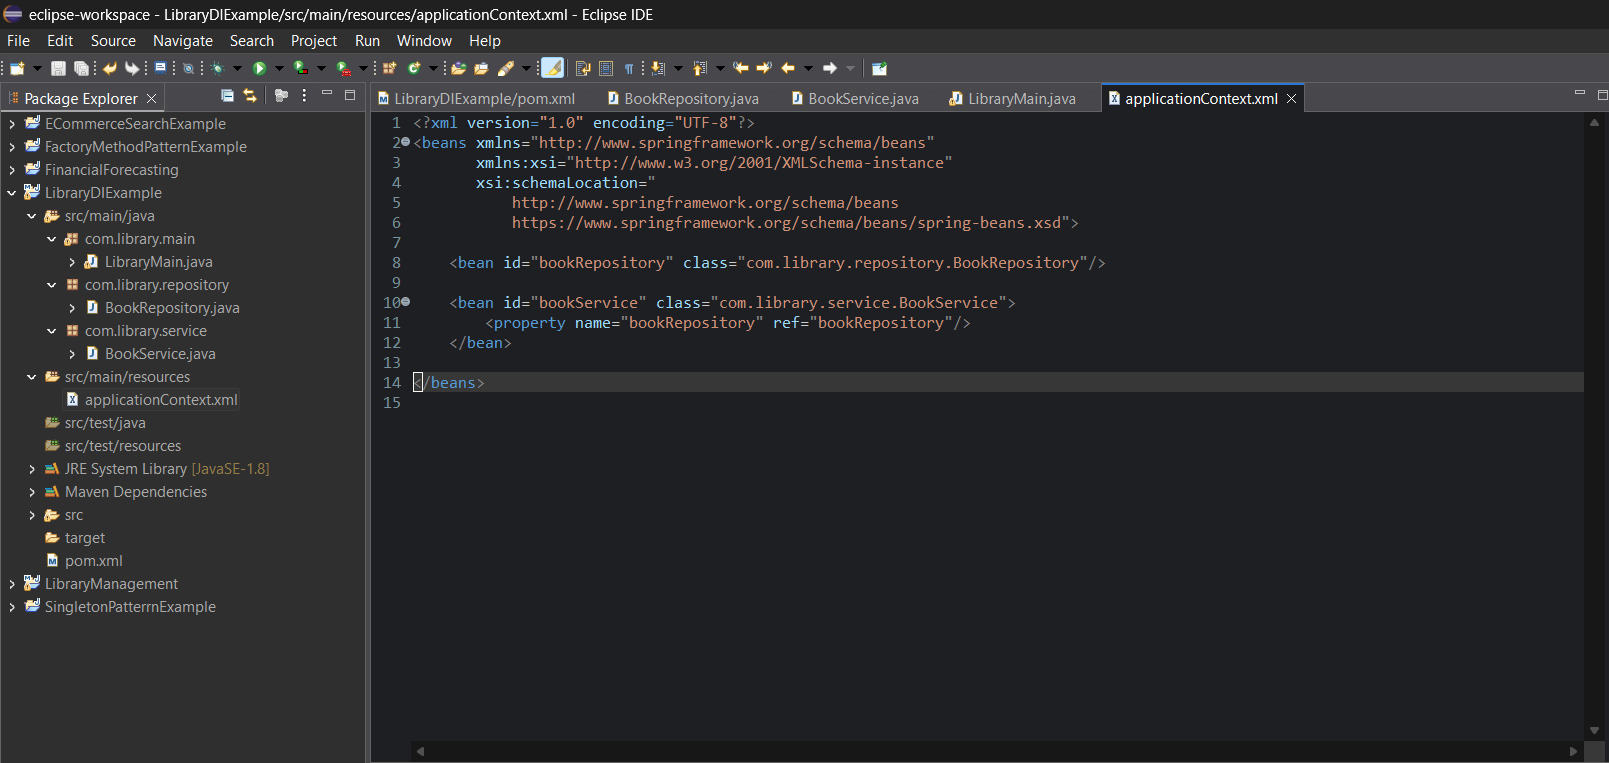 eclipse-workspace - LibraryDIExample/src/main/resources/applicationContext.xml - Eclipse IDE
File Edit Source Navigate Search Project Run Window Help
Package Explorer
ECommerceSearchExample
FactoryMethodPatternExample
FinancialForecasting
LibraryDIExample
src/main/java
com.library.main
LibraryMain.java
com.library.repository
BookRepository.java
com.library.service
BookService.java
src/main/resources
applicationContext.xml
src/test/java
src/test/resources
JRE System Library [JavaSE-1.8]
Maven Dependencies
src
target
pom.xml
LibraryManagement
SingletonPatterrnExample
LibraryDIExample/pom.xml BookRepository.java BookService.java LibraryMain.java applicationContext.xml
1 <?xml version="1.0" encoding="UTF-8"?>
2 <beans xmlns="http://www.springframework.org/schema/beans"
3 xmlns:xsi="http://www.w3.org/2001/XMLSchema-instance"
4 xsi:schemaLocation="
5 http://www.springframework.org/schema/beans
6 https://www.springframework.org/schema/beans/spring-beans.xsd">
7
8 <bean id="bookRepository" class="com.library.repository.BookRepository"/>
9
10 <bean id="bookService" class="com.library.service.BookService">
11 <property name="bookRepository" ref="bookRepository"/>
12 </bean>
13
14 </beans>
15